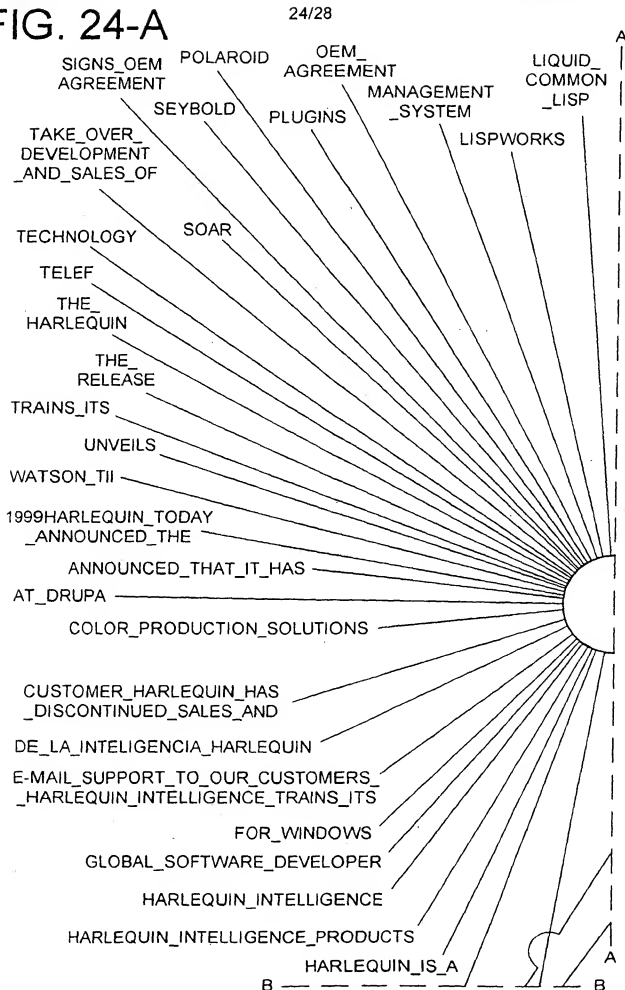 FIG. 24-A
24/28
A
SIGNS_OEM
AGREEMENT
POLAROID
OEM_
AGREEMENT
LIQUID_
COMMON
_LISP
MANAGEMENT
_SYSTEM
SEYBOLD
PLUGINS
LISPWORKS
TAKE_OVER_
DEVELOPMENT
_AND_SALES_OF
SOAR
TECHNOLOGY
TELEF
THE_
HARLEQUIN
THE_
RELEASE
TRAINS_ITS
UNVEILS
WATSON_TII
1999HARLEQUIN_TODAY
_ANNOUNCED_THE
ANNOUNCED_THAT_IT_HAS
AT_DRUPA
COLOR_PRODUCTION_SOLUTIONS
CUSTOMER_HARLEQUIN_HAS
_DISCONTINUED_SALES_AND
DE_LA_INTELIGENCIA_HARLEQUIN
E-MAIL_SUPPORT_TO_OUR_CUSTOMERS_
_HARLEQUIN_INTELLIGENCE_TRAINS_ITS
FOR_WINDOWS
GLOBAL_SOFTWARE_DEVELOPER
HARLEQUIN_INTELLIGENCE
HARLEQUIN_INTELLIGENCE_PRODUCTS
HARLEQUIN_IS_A
A
B
B